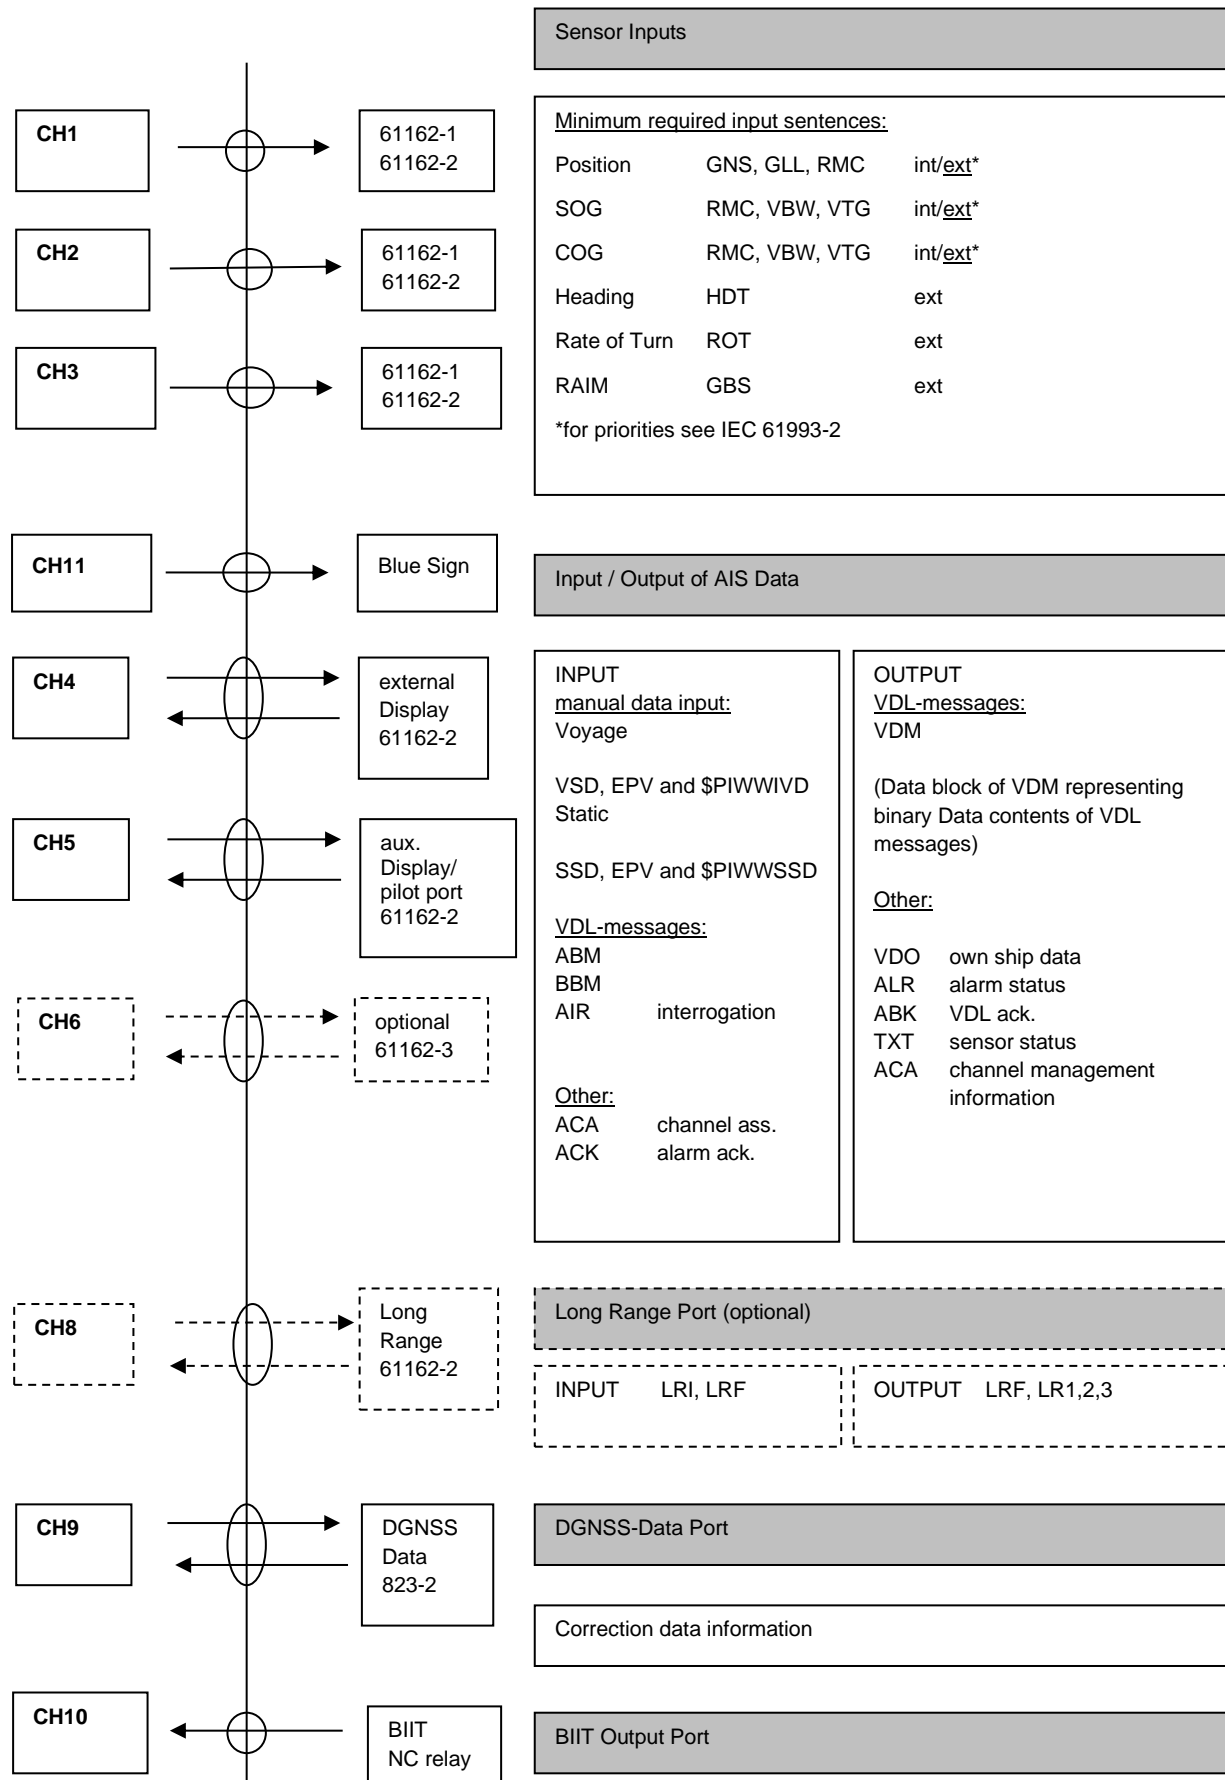 Sensor Inputs
CH1
61162-1
61162-2
Minimum required input sentences:
Position GNS, GLL, RMC int/ext*
SOG RMC, VBW, VTG int/ext*
COG RMC, VBW, VTG int/ext*
Heading HDT ext
Rate of Turn ROT ext
RAIM GBS ext
*for priorities see IEC 61993-2
CH2
61162-1
61162-2
CH3
61162-1
61162-2
CH11
Blue Sign
Input / Output of AIS Data
CH4
external
Display
61162-2
CH5
aux.
Display/
pilot port
61162-2
CH6
optional
61162-3
INPUT
manual data input:
Voyage
VSD, EPV and $PIWWIVD
Static
SSD, EPV and $PIWWSSD
VDL-messages:
ABM
BBM
AIR interrogation
Other:
ACA channel ass.
ACK alarm ack.
OUTPUT
VDL-messages:
VDM
(Data block of VDM representing
binary Data contents of VDL
messages)
Other:
VDO own ship data
ALR alarm status
ABK VDL ack.
TXT sensor status
ACA channel management
information
CH8
Long
Range
61162-2
Long Range Port (optional)
INPUT LRI, LRF
OUTPUT LRF, LR1,2,3
CH9
DGNSS
Data
823-2
DGNSS-Data Port
Correction data information
CH10
BIIT
NC relay
BIIT Output Port